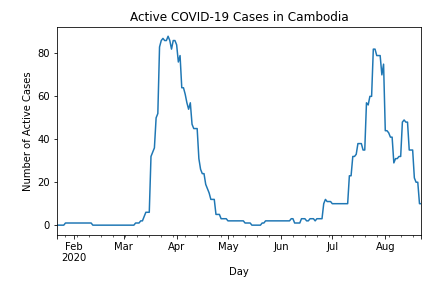 Active COVID-19 Cases in Cambodia
Number of Active Cases
80
60
40
20
0
Feb Mar Apr May Jun Jul Aug
2020
Day